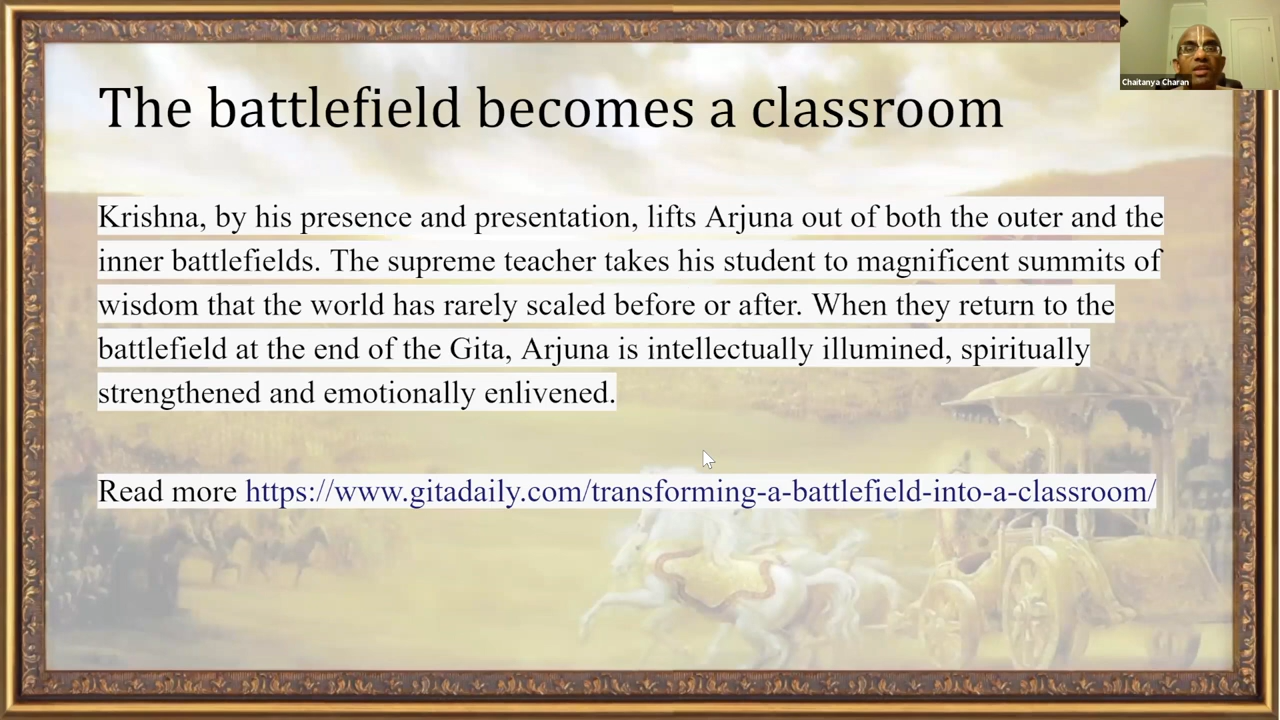 Chaitanya Charan
The battlefield becomes a classroom
Krishna, by his presence and presentation, lifts Arjuna out of both the outer and the
inner battlefields. The supreme teacher takes his student to magnificent summits of
wisdom that the world has rarely scaled before or after. When they return to the
battlefield at the end of the Gita, Arjuna is intellectually illumined, spiritually
strengthened and emotionally enlivened.
Read more https://www.gitadaily.com/transforming-a-battlefield-into-a-classroom/